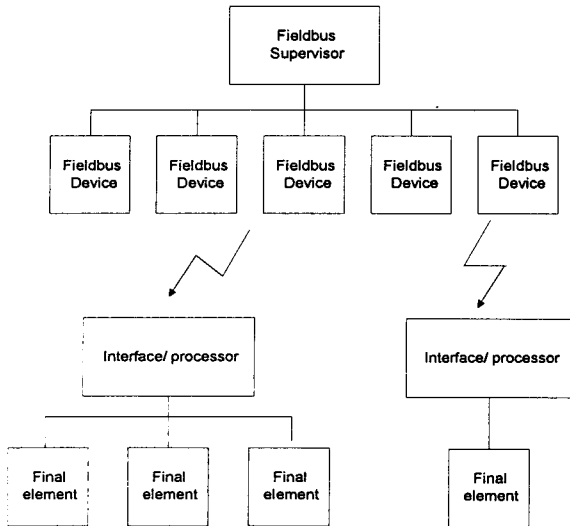 Fieldbus
Supervisor
Fieldbus
Device
Fieldbus
Device
Fieldbus
Device
Fieldbus
Device
Fieldbus
Device
Interface/ processor
Interface/ processor
Final
element
Final
element
Final
element
Final
element